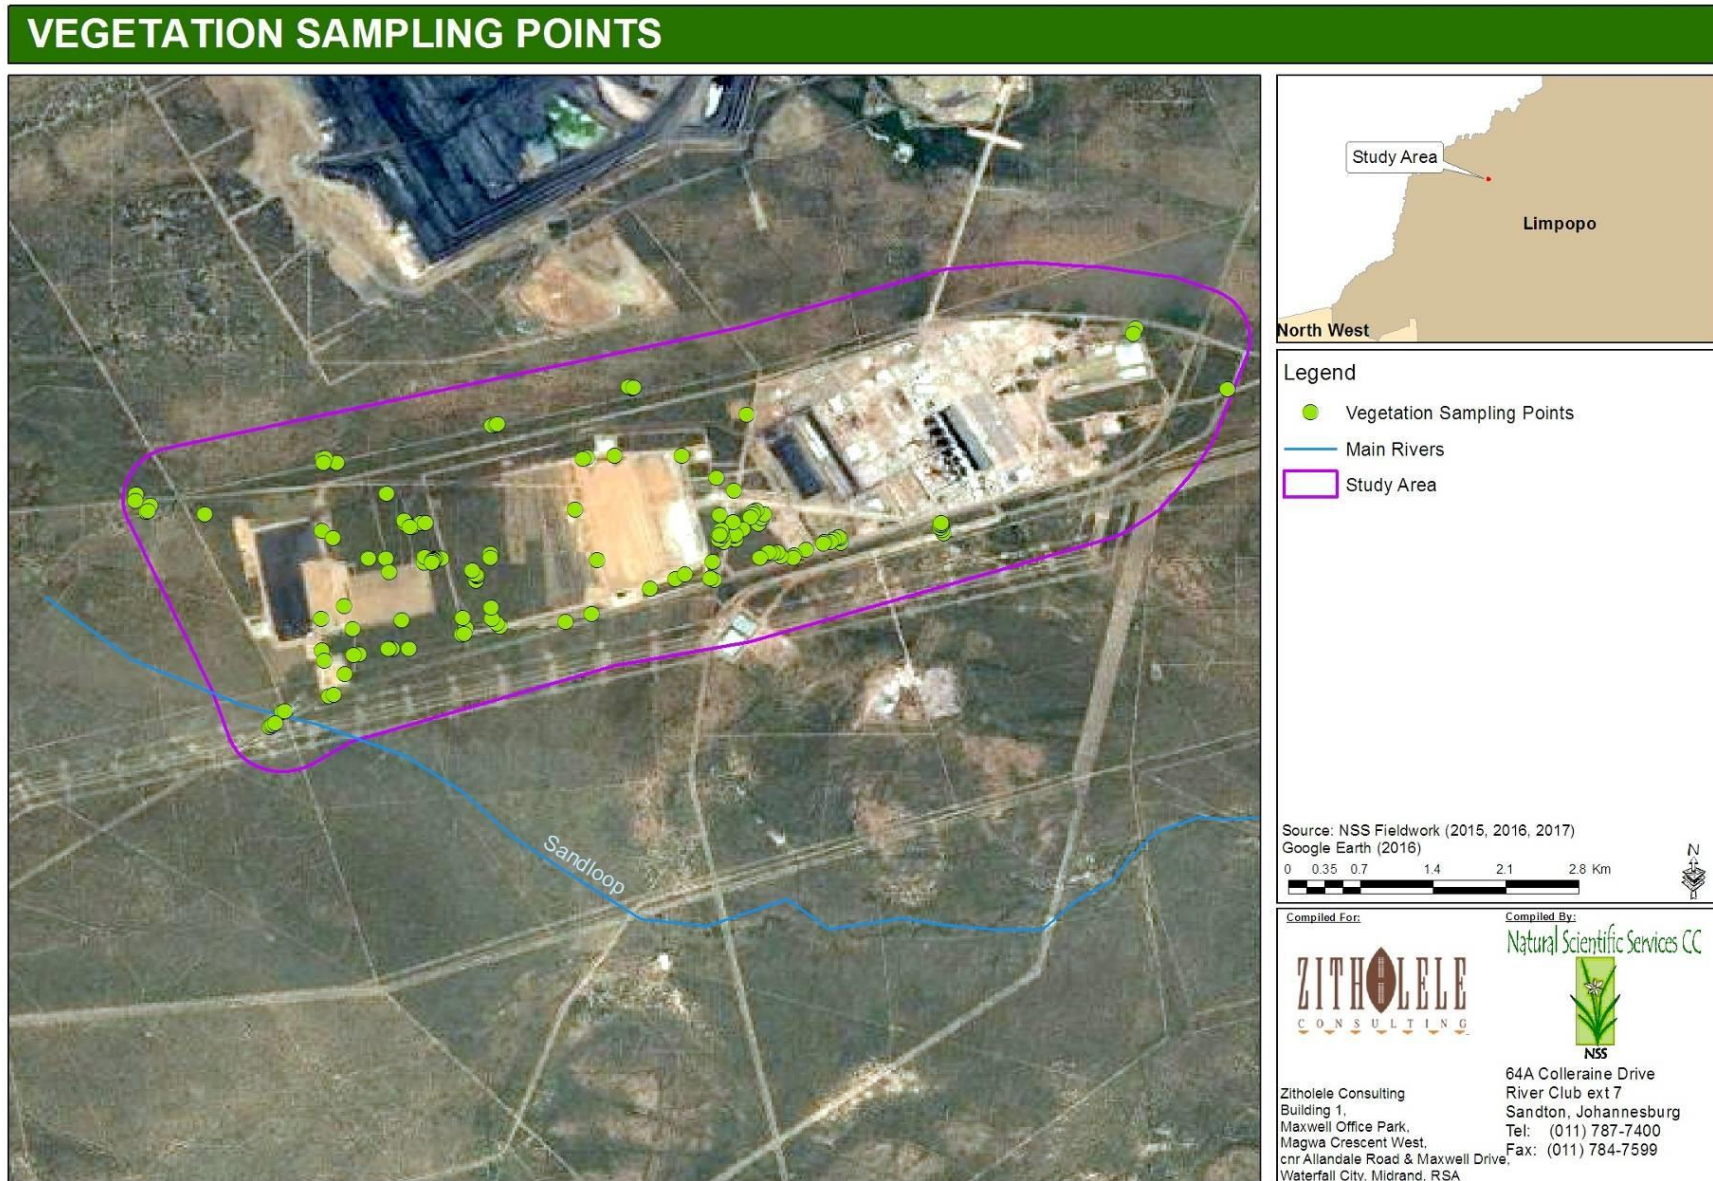 VEGETATION SAMPLING POINTS
Sandloop
Study Area
Limpopo
North West
Legend
Vegetation Sampling Points
Main Rivers
Study Area
Source: NSS Fieldwork (2015, 2016, 2017)
Google Earth (2016)
0 0.35 0.7 1.4 2.1 2.8 Km
N
Compiled For:
ZITHOLELE
CONSULTING
Zitholele Consulting
Building 1,
Maxwell Office Park,
Magwa Crescent West,
cnr Allandale Road & Maxwell Drive,
Waterfall City, Midrand, RSA
Compiled By:
Natural Scientific Services CC
NSS
64A Colleraine Drive
River Club ext 7
Sandton, Johannesburg
Tel: (011) 787-7400
Fax: (011) 784-7599